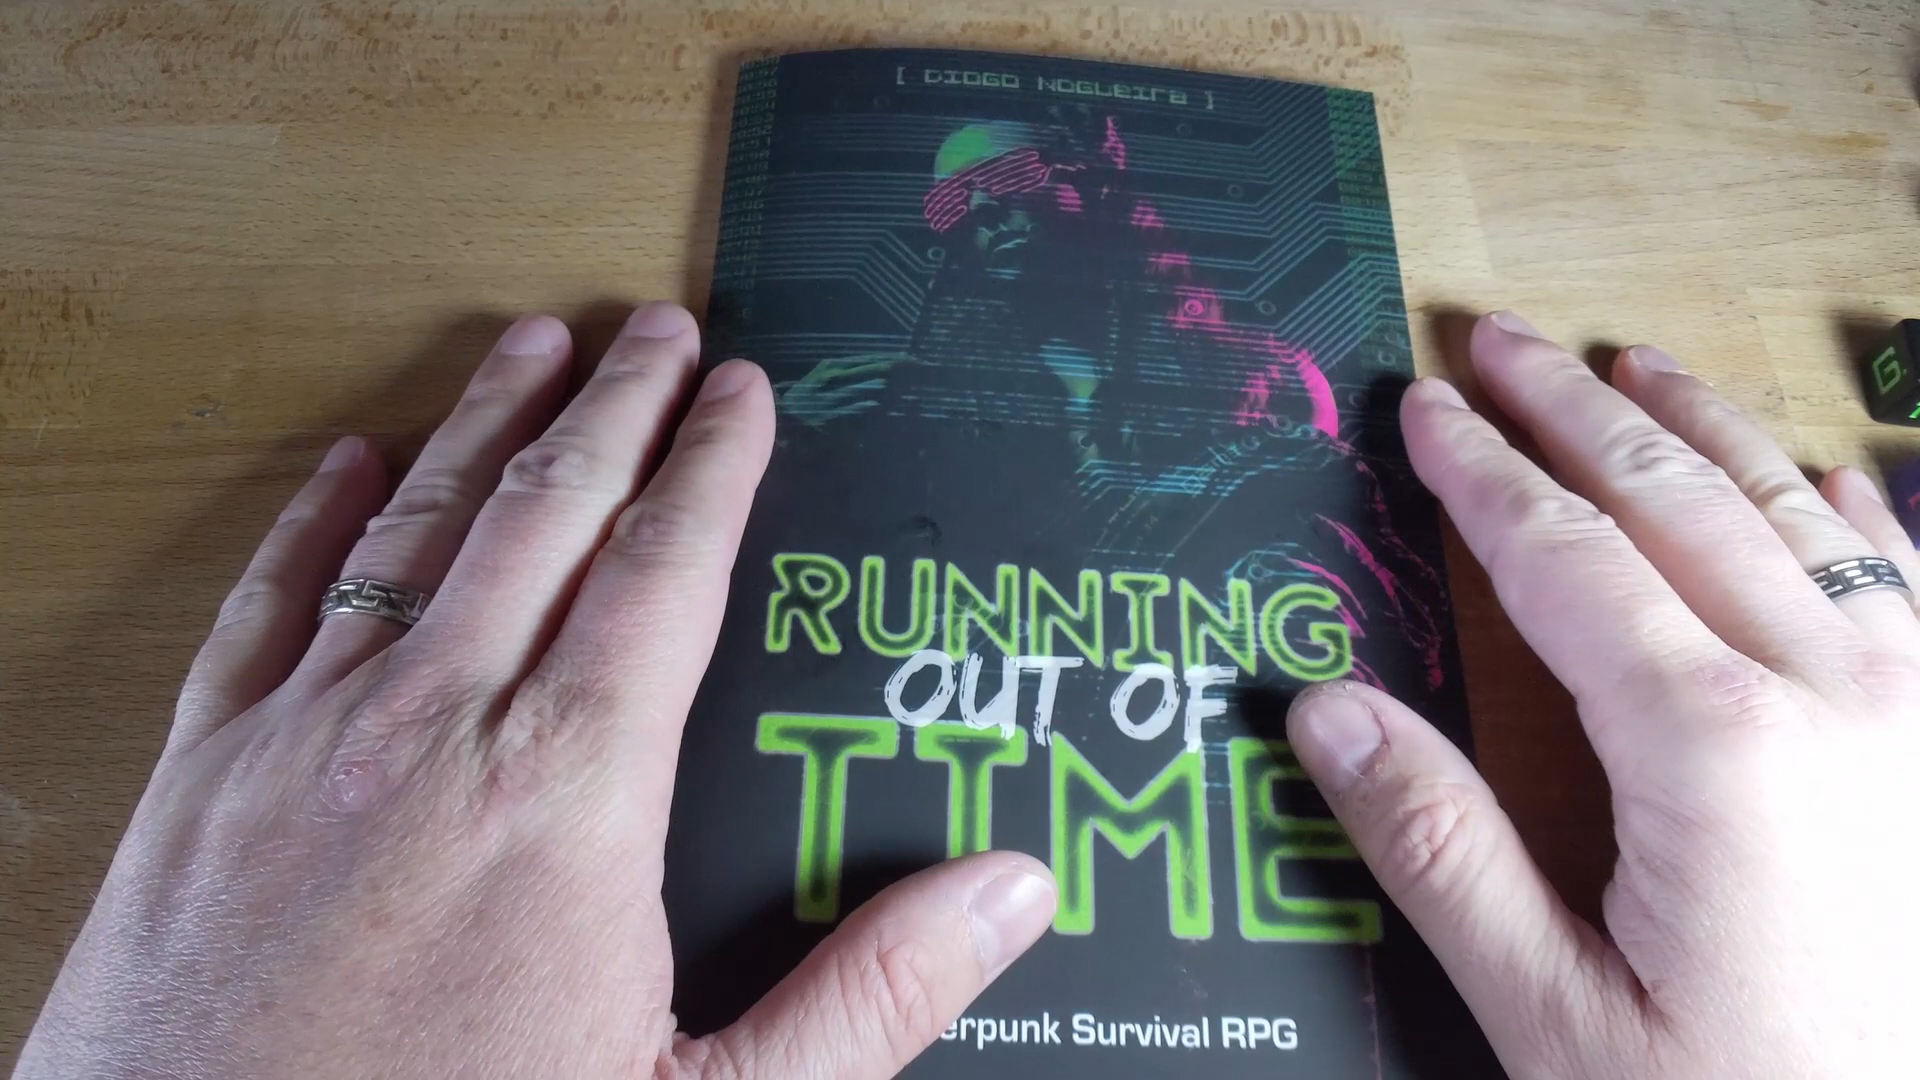 [ DIOGO NOGUEIRA ]
RUNNING
OUT OF
TIME
erpunk Survival RPG
G.